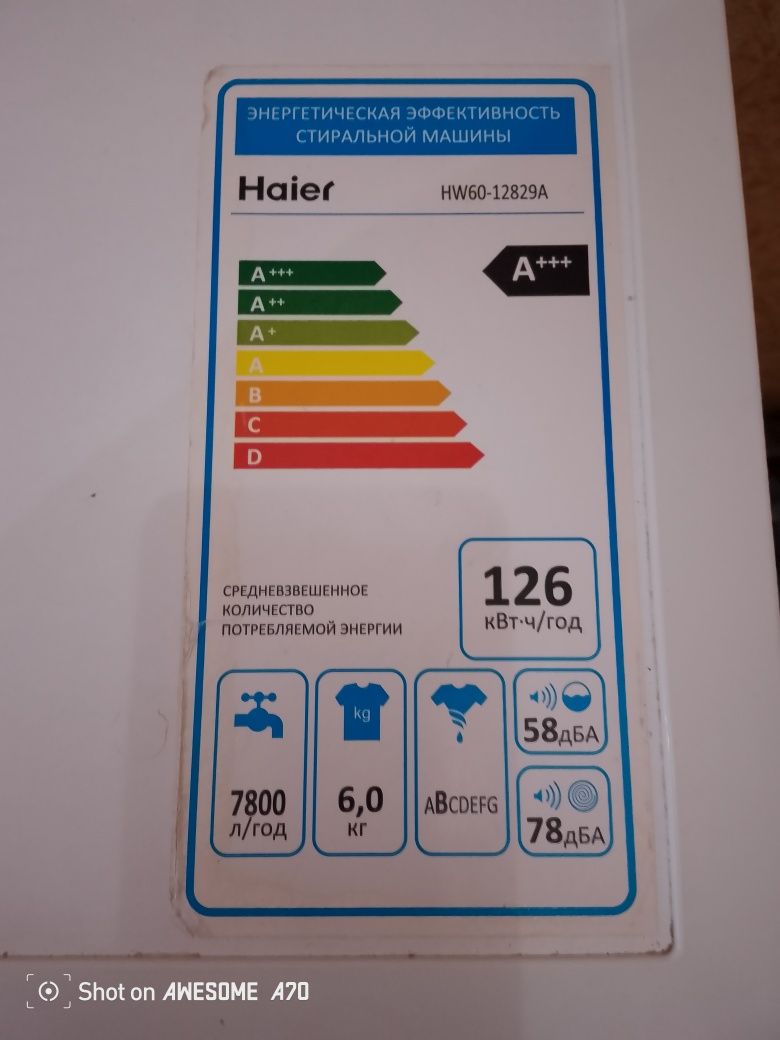 ЭНЕРГЕТИЧЕСКАЯ ЭФФЕКТИВНОСТЬ
СТИРАЛЬНОЙ МАШИНЫ
Haier HW60-12829A
A+++ A+++
A++
A+
A
B
C
D
СРЕДНЕВЗВЕШЕННОЕ
КОЛИЧЕСТВО
ПОТРЕБЛЯЕМОЙ ЭНЕРГИИ
126
кВт·ч/год
kg
7800
л/год
6,0
кг
ABCDEFG
58дБА
78дБА
Shot on AWESOME A70